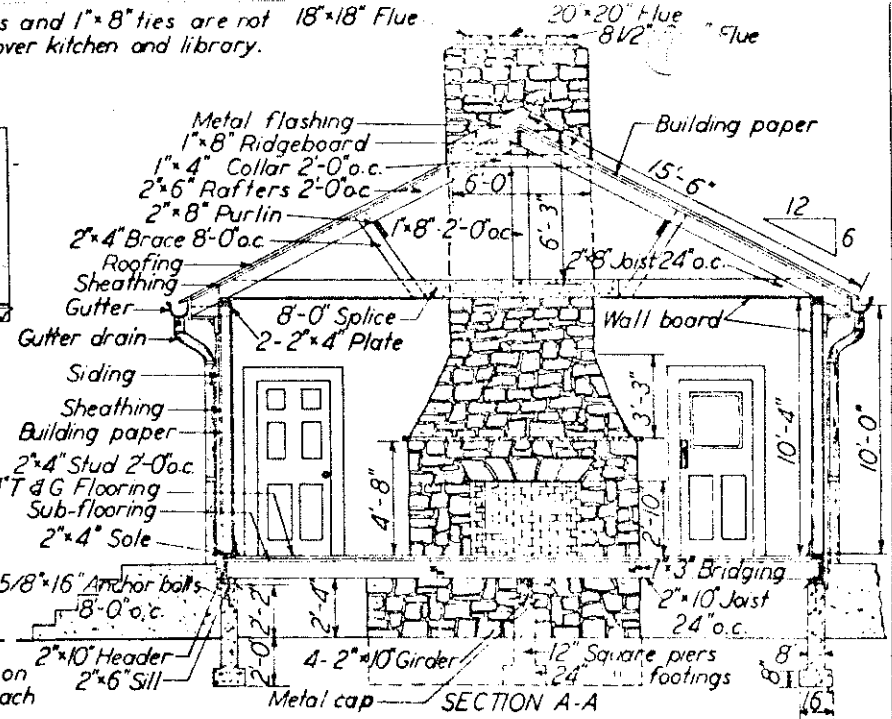 s and 1"×8" ties are not
over kitchen and library.
18"×18" Flue
20"×20" Flue
8 1/2" " Flue
Metal flashing
1"×8" Ridgeboard
1"×4" Collar 2'-0" o.c.
2"×6" Rafters 2'-0" oc
2"×8" Purlin
2"×4" Brace 8'-0" o.c.
Roofing
Sheathing
Gutter
Gutter drain
Siding
Sheathing
Building paper
2"×4" Stud 2'-0" o.c.
"T & G Flooring
Sub-flooring
2"×4" Sole
5/8"×16" Anchor bolts
8'-0" o.c.
2"×10" Header
2"×6" Sill
on
ach
6'-0"
1"×8"-2'-0" o.c.
6'-3"
8'-0" Splice
2-2"×4" Plate
Building paper
15'-6"
12
6
2"×8" Joist 24" o.c.
Wall board
3'-3"
4'-8"
2'-10
10'-4"
10'-0"
2'-2"
2'-4"
2'-0"
1"×3" Bridging
2"×10" Joist
24" o.c.
4-2"×10" Girder
12" Square piers
24" footings
Metal cap
8"
8"
16"
SECTION A-A